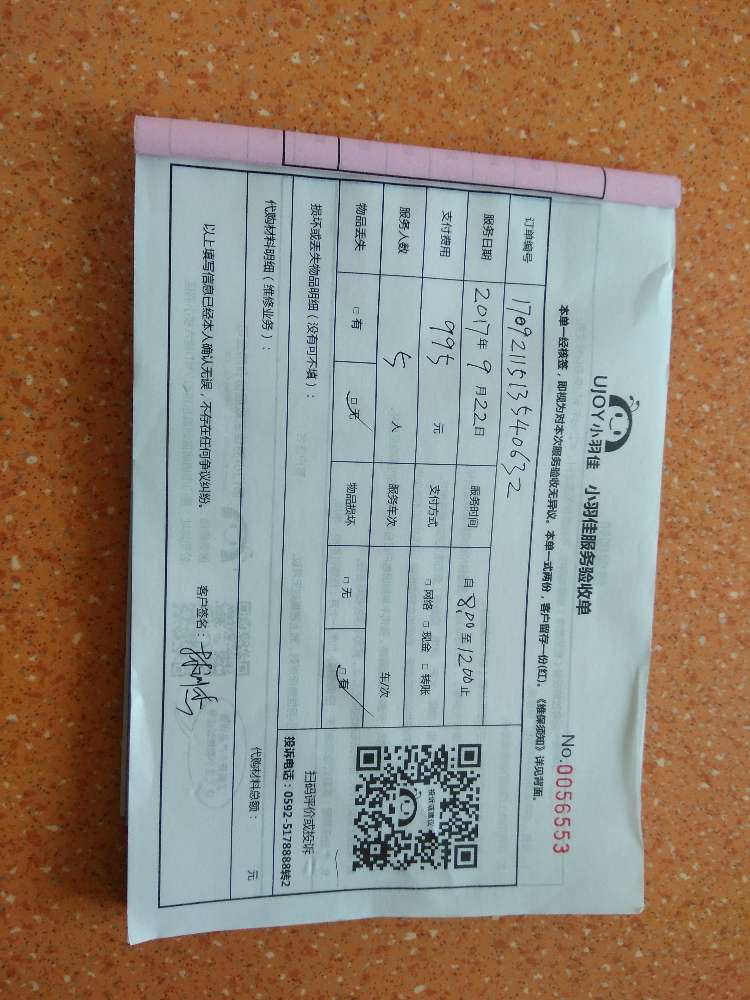 UJOY小羽佳 小羽佳服务验收单
No.0056553
本单一经核签，即视为对本次服务验收无异议。本单一式两份，客户留存一份(红)。《维保须知》详见背面。
订单编号 1709211513540632
服务日期 2017年9月22日 服务时间 自8:00至12:00止
支付费用 995元 支付方式 □网络 □现金 □转账
服务人数 5人 服务车次 车/次
物品丢失 □有 □无 物品损坏 □无 □有
投诉或建议
扫码评价或投诉
投诉电话：0592-5178888转2
损坏或丢失物品明细（没有可不填）：
代购材料明细（维修业务）：
代购材料总额： 元
以上填写信息已经本人确认无误，不存在任何争议纠纷。
客户签名：